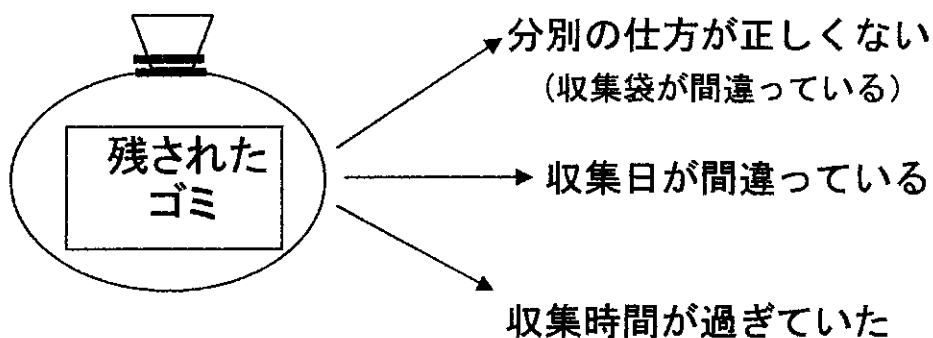 残された
ゴミ
分別の仕方が正しくない
（収集袋が間違っている）
収集日が間違っている
収集時間が過ぎていた